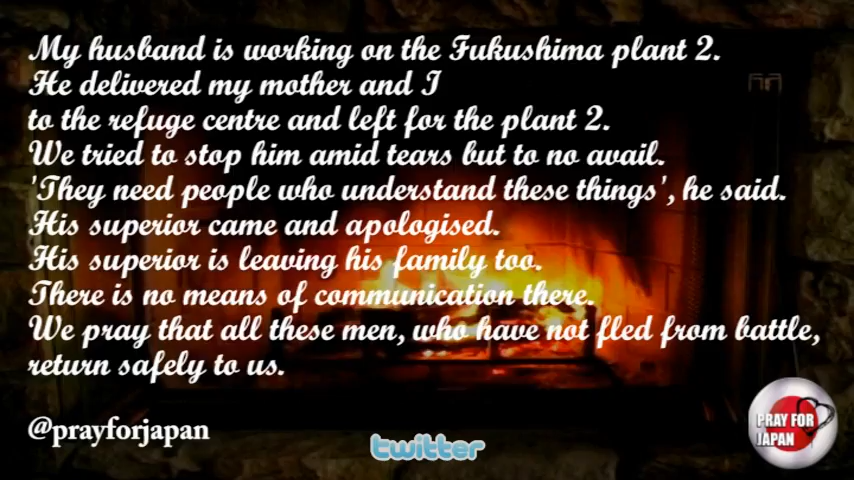 My husband is working on the Fukushima plant 2.
He delivered my mother and I
to the refuge centre and left for the plant 2.
We tried to stop him amid tears but to no avail.
'They need people who understand these things', he said.
His superior came and apologised.
His superior is leaving his family too.
There is no means of communication there.
We pray that all these men, who have not fled from battle,
return safely to us.
@prayforjapan
twitter
PRAY FOR
JAPAN